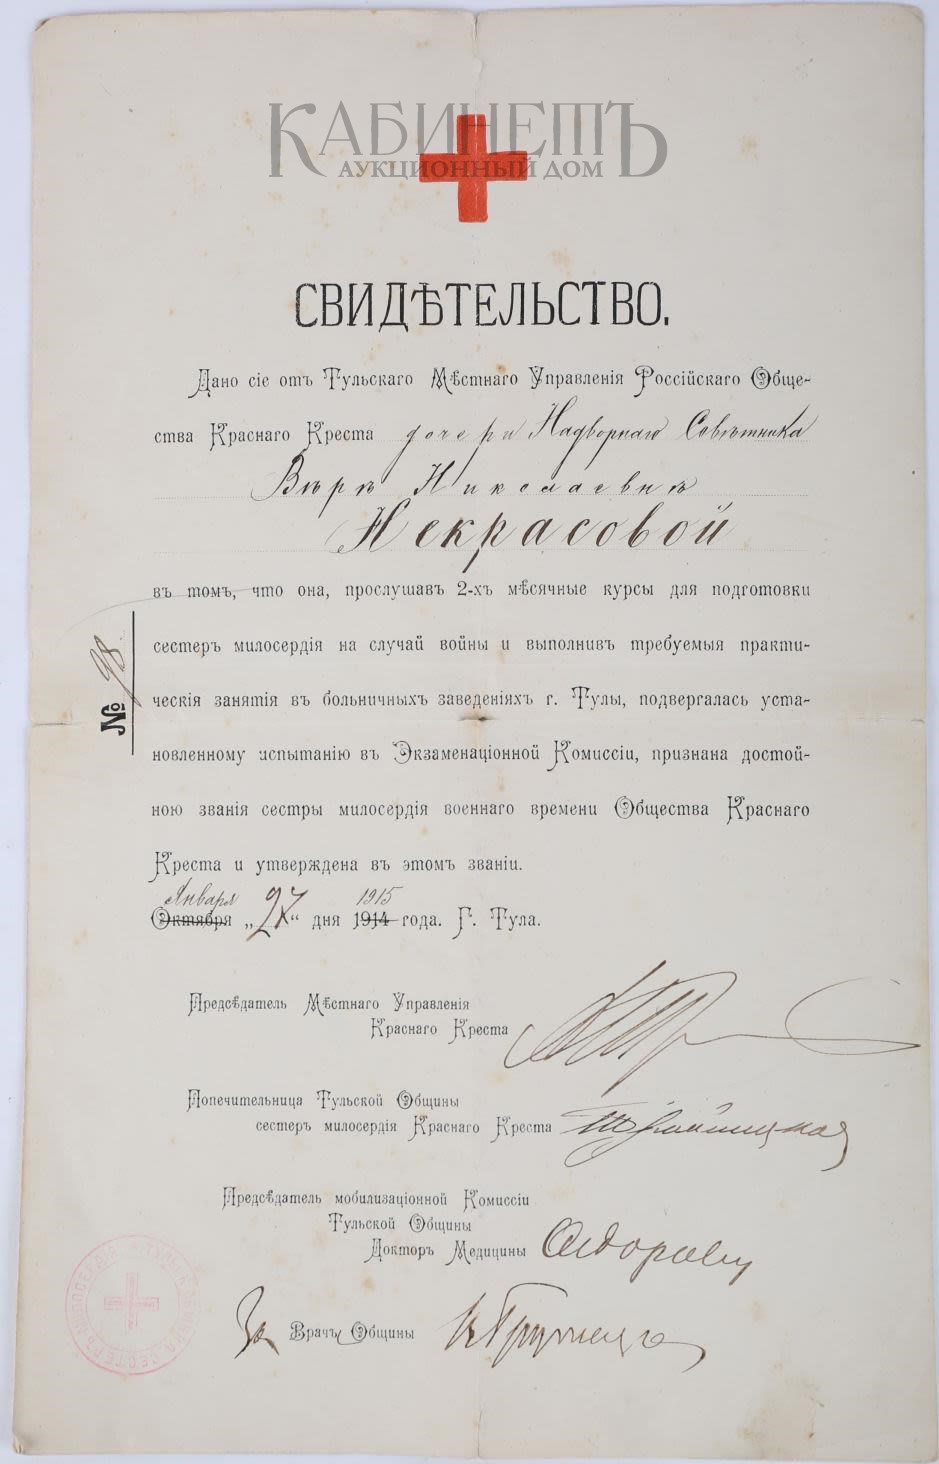 КАБИНЕТЪ
АУКЦИОННЫЙ ДОМ
СВИДѢТЕЛЬСТВО.
Дано сіе отъ Тульскаго Мѣстнаго Управленія Россійскаго Обще-
ства Краснаго Креста дочери Надворнаго Совѣтника
Вѣрѣ Николаевнѣ
Некрасовой
въ томъ, что она, прослушавъ 2-хъ мѣсячные курсы для подготовки
сестеръ милосердія на случай войны и выполнивъ требуемыя практи-
ческія занятія въ больничныхъ заведеніяхъ г. Тулы, подвергалась уста-
новленному испытанію въ Экзаменаціонной Комиссіи, признана достой-
ною званія сестры милосердія военнаго времени Общества Краснаго
Креста и утверждена въ этомъ званіи.
Января 1915
Октября „27“ дня 1914 года. Г. Тула.
№ 98.
Предсѣдатель Мѣстнаго Управленія
Краснаго Креста
Попечительница Тульской Общины
сестеръ милосердія Краснаго Креста
Предсѣдатель мобилизаціонной Комиссіи
Тульской Общины
Докторъ Медицины
За Врачъ Общины